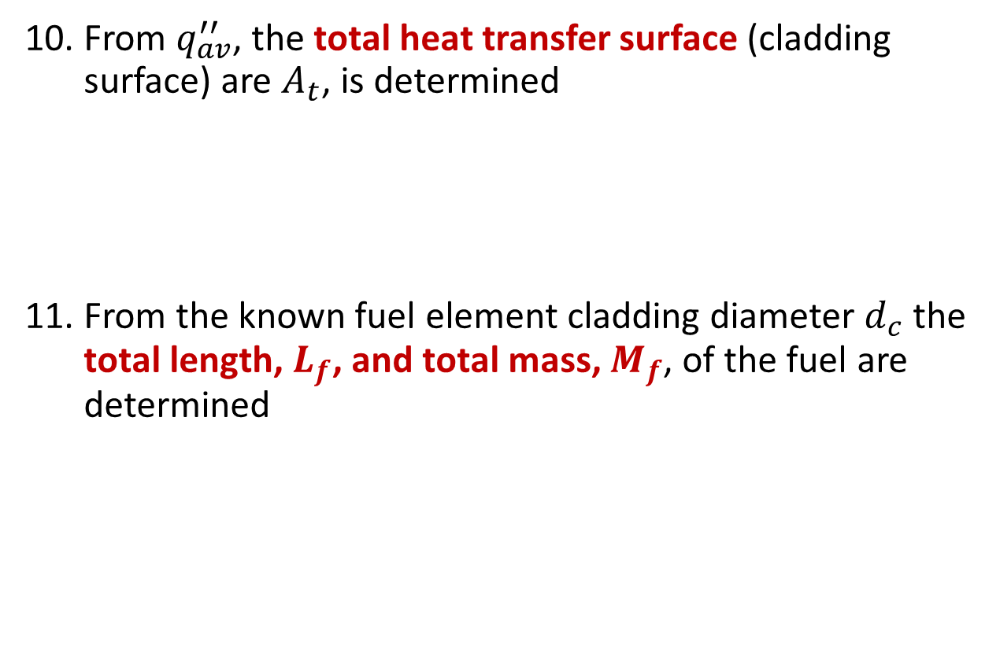 10. From q''av, the total heat transfer surface (cladding
surface) are At, is determined
11. From the known fuel element cladding diameter dc the
total length, Lf, and total mass, Mf, of the fuel are
determined